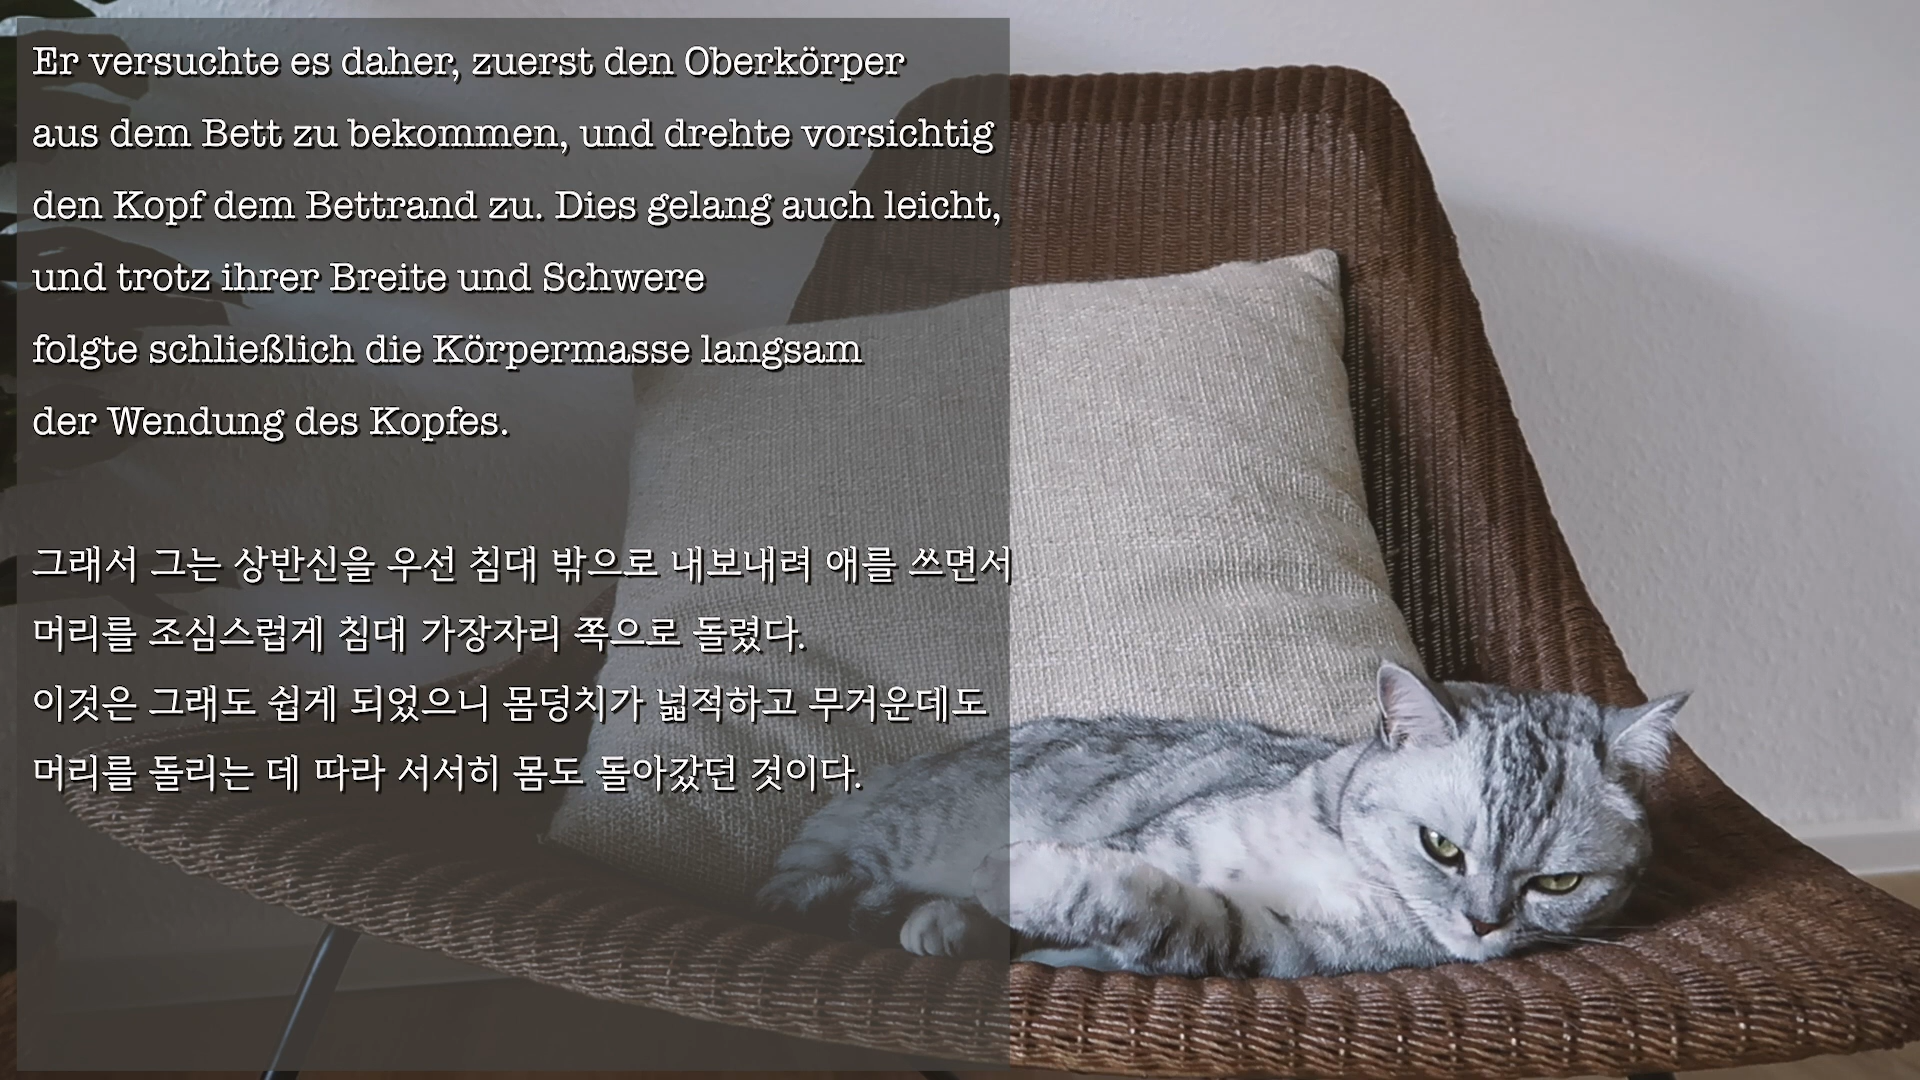 Er versuchte es daher, zuerst den Oberkörper
aus dem Bett zu bekommen, und drehte vorsichtig
den Kopf dem Bettrand zu. Dies gelang auch leicht,
und trotz ihrer Breite und Schwere
folgte schließlich die Körpermasse langsam
der Wendung des Kopfes.
그래서 그는 상반신을 우선 침대 밖으로 내보내려 애를 쓰면서
머리를 조심스럽게 침대 가장자리 쪽으로 돌렸다.
이것은 그래도 쉽게 되었으니 몸덩치가 넓적하고 무거운데도
머리를 돌리는 데 따라 서서히 몸도 돌아갔던 것이다.